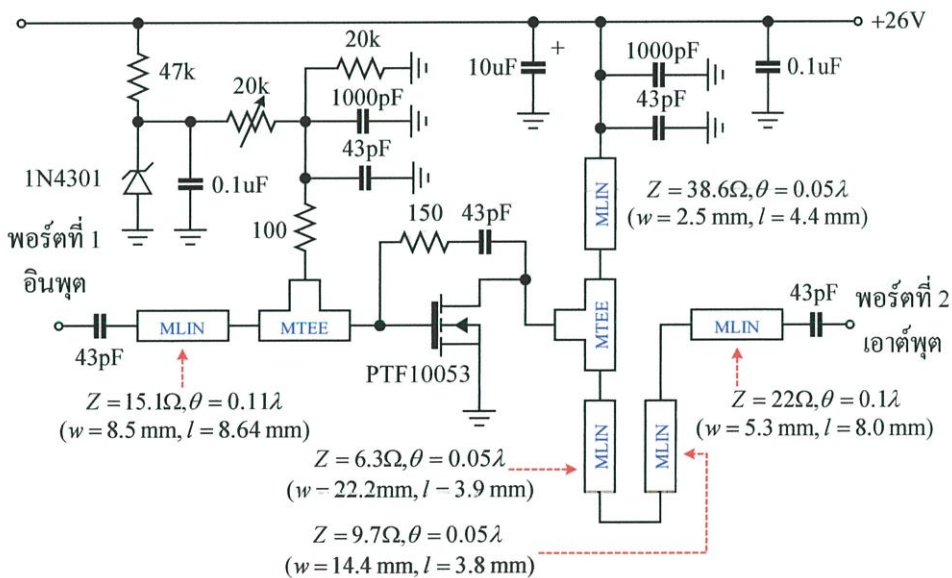 +26V
47k
20k
20k
1000pF
43pF
10uF
+
1000pF
43pF
0.1uF
1N4301
0.1uF
100
150
43pF
MLIN
Z = 38.6Ω, θ = 0.05λ
(w = 2.5 mm, l = 4.4 mm)
พอร์ตที่ 1
อินพุต
43pF
MLIN
MTEE
PTF10053
MTEE
MLIN
43pF
พอร์ตที่ 2
เอาต์พุต
Z = 15.1Ω, θ = 0.11λ
(w = 8.5 mm, l = 8.64 mm)
Z = 22Ω, θ = 0.1λ
(w = 5.3 mm, l = 8.0 mm)
MLIN
MLIN
Z = 6.3Ω, θ = 0.05λ
(w − 22.2mm, l − 3.9 mm)
Z = 9.7Ω, θ = 0.05λ
(w = 14.4 mm, l = 3.8 mm)